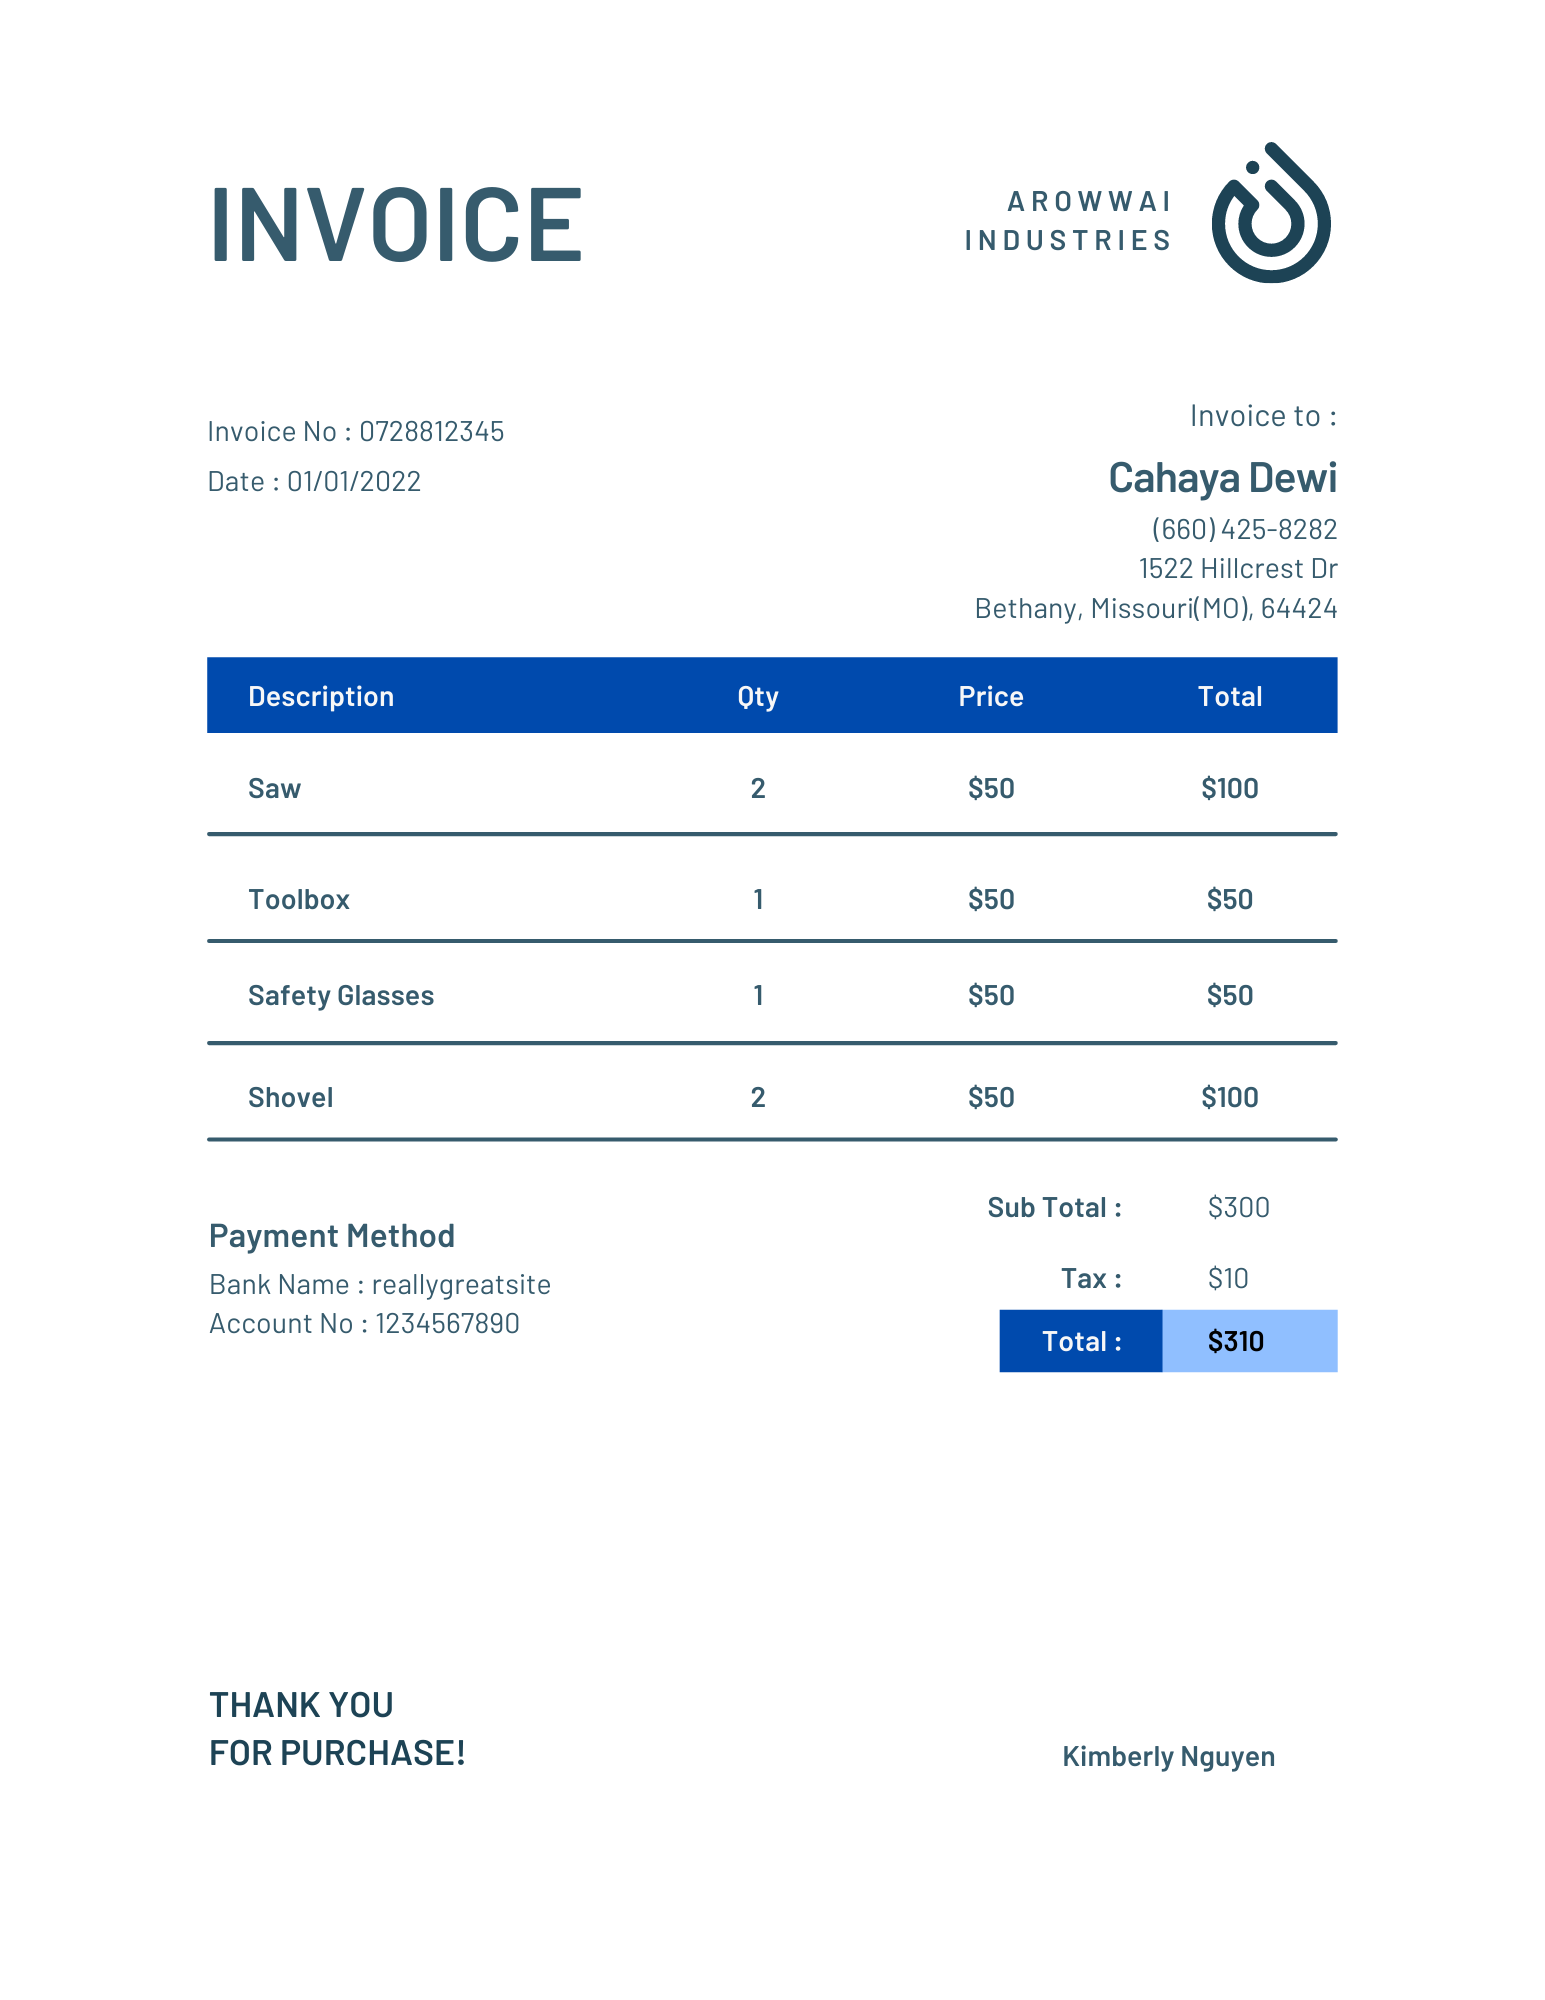 INVOICE
AROWWAI
INDUSTRIES
Invoice No : 0728812345
Date : 01/01/2022
Invoice to :
Cahaya Dewi
(660) 425-8282
1522 Hillcrest Dr
Bethany, Missouri(MO), 64424
Description Qty Price Total
Saw 2 $50 $100
Toolbox 1 $50 $50
Safety Glasses 1 $50 $50
Shovel 2 $50 $100
Sub Total : $300
Tax : $10
Total : $310
Payment Method
Bank Name : reallygreatsite
Account No : 1234567890
THANK YOU
FOR PURCHASE!
Kimberly Nguyen